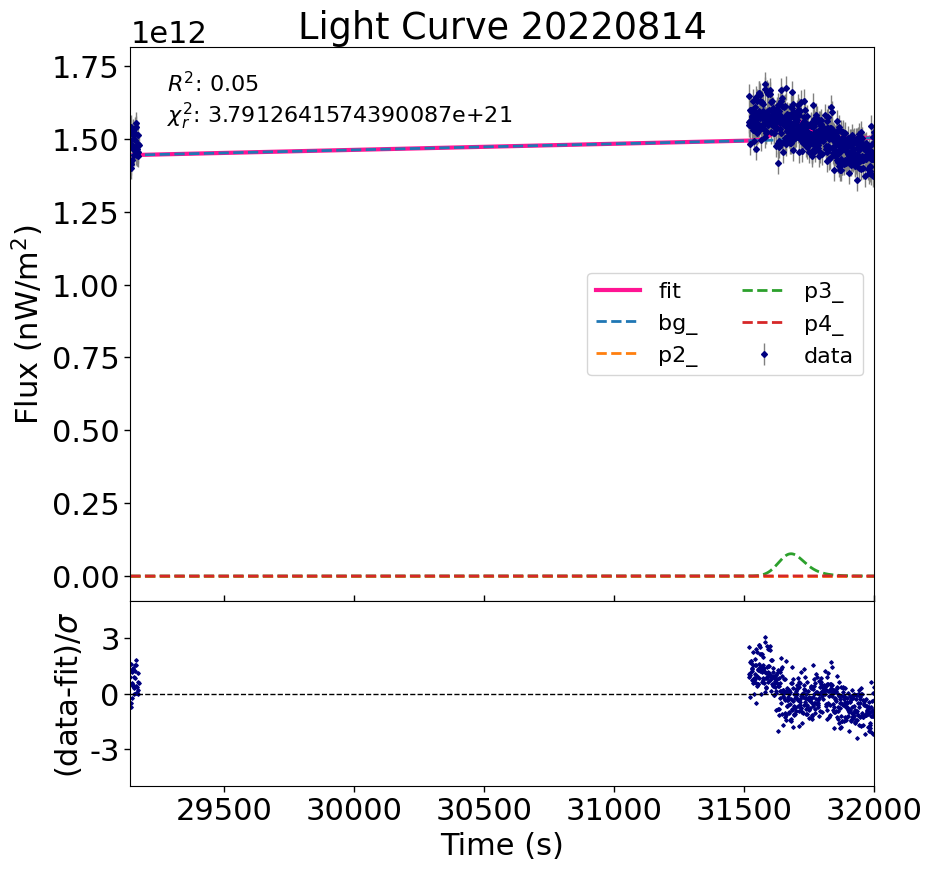 Light Curve 20220814
1e12
R²: 0.05
χ²ᵣ: 3.7912641574390087e+21
1.75
1.50
1.25
1.00
0.75
0.50
0.25
0.00
Flux (nW/m²)
fit
bg_
p2_
p3_
p4_
data
3
0
-3
(data-fit)/σ
29500 30000 30500 31000 31500 32000
Time (s)